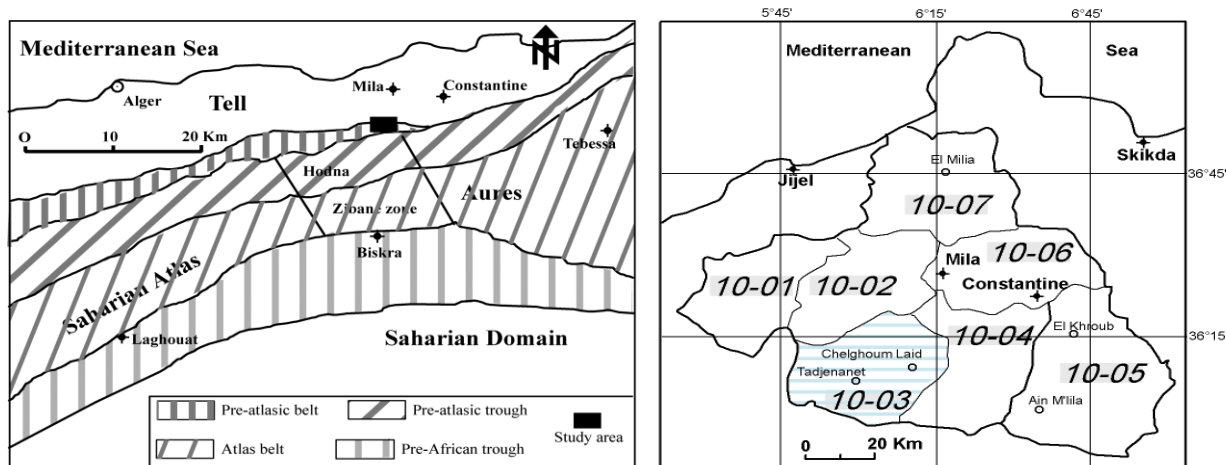 Mediterranean Sea
N
Mila
Constantine
Alger
Tell
O 10 20 Km
Tebessa
Hodna
Aures
Zibane zone
Biskra
Saharian Atlas
Laghouat
Saharian Domain
Pre-atlasic belt
Pre-atlasic trough
Study area
Atlas belt
Pre-African trough
5°45'
6°15'
6°45'
Mediterranean
Sea
Skikda
El Milia
Jijel
36°45'
10-07
10-06
Mila
10-01
10-02
Constantine
El Khroub
10-04
36°15'
Chelghoum Laid
Tadjenanet
10-05
10-03
Ain M'lila
0 20 Km